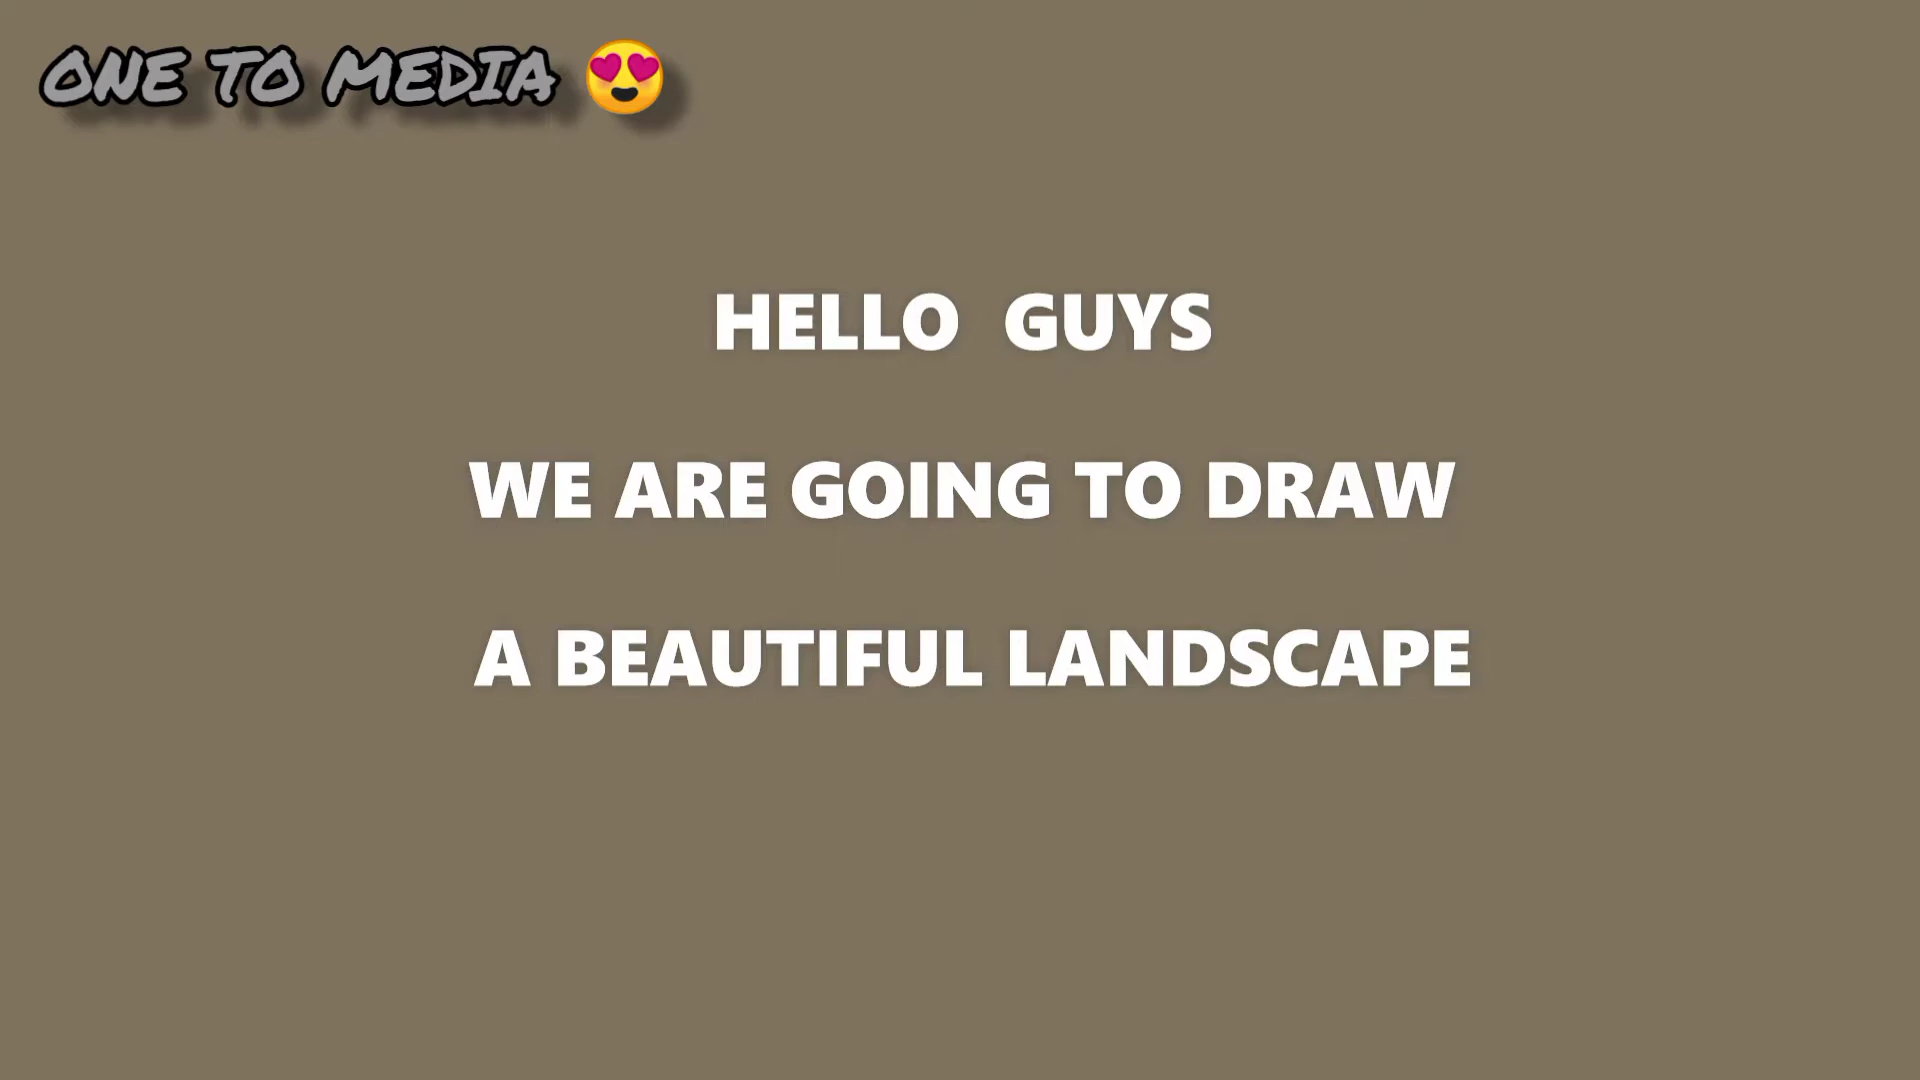 ONE TO MEDIA 😍
HELLO GUYS
WE ARE GOING TO DRAW
A BEAUTIFUL LANDSCAPE